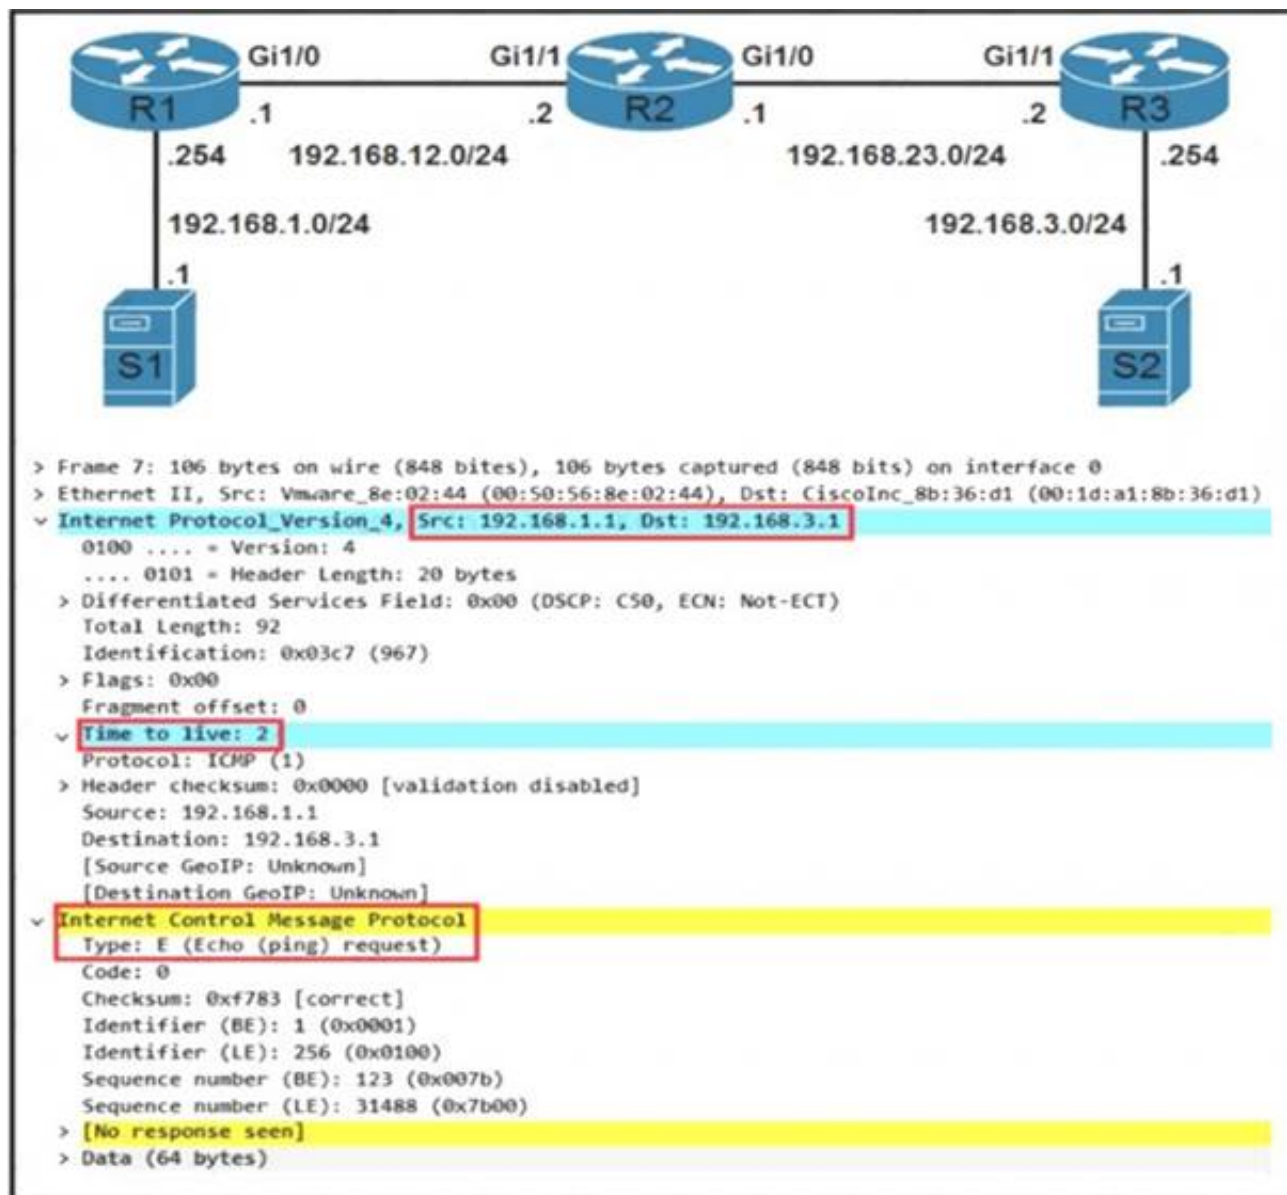 Gi1/0 Gi1/1 Gi1/0 Gi1/1
R1 R2 R3
.1 .2 .1 .2
.254 192.168.12.0/24 192.168.23.0/24 .254
192.168.1.0/24 192.168.3.0/24
.1 .1
S1 S2
> Frame 7: 106 bytes on wire (848 bites), 106 bytes captured (848 bits) on interface 0
> Ethernet II, Src: Vmware_8e:02:44 (00:50:56:8e:02:44), Dst: CiscoInc_8b:36:d1 (00:1d:a1:8b:36:d1)
Internet Protocol_Version_4, Src: 192.168.1.1, Dst: 192.168.3.1
0100 .... = Version: 4
.... 0101 = Header Length: 20 bytes
> Differentiated Services Field: 0x00 (DSCP: CS0, ECN: Not-ECT)
Total Length: 92
Identification: 0x03c7 (967)
> Flags: 0x00
Fragment offset: 0
Time to live: 2
Protocol: ICMP (1)
> Header checksum: 0x0000 [validation disabled]
Source: 192.168.1.1
Destination: 192.168.3.1
[Source GeoIP: Unknown]
[Destination GeoIP: Unknown]
Internet Control Message Protocol
Type: E (Echo (ping) request)
Code: 0
Checksum: 0xf783 [correct]
Identifier (BE): 1 (0x0001)
Identifier (LE): 256 (0x0100)
Sequence number (BE): 123 (0x007b)
Sequence number (LE): 31488 (0x7b00)
> [No response seen]
> Data (64 bytes)